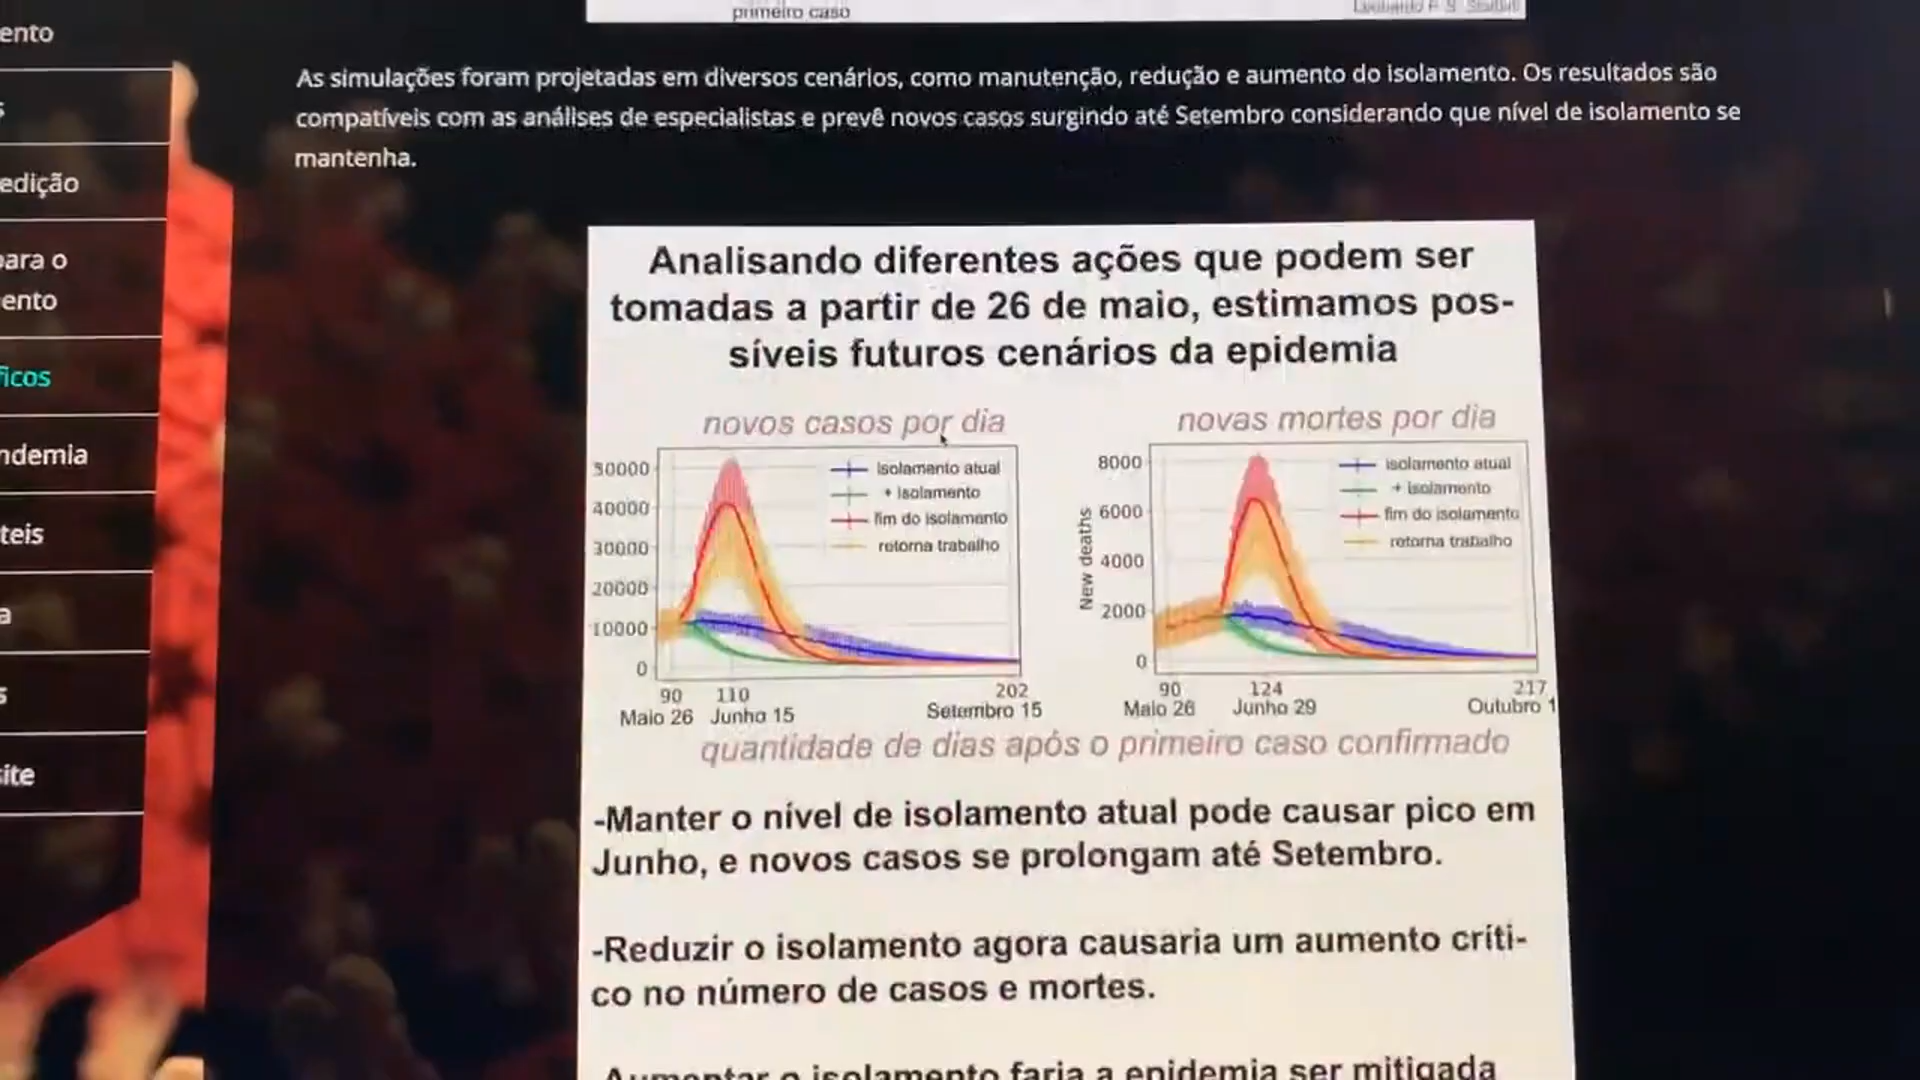 primeiro caso
ento
As simulações foram projetadas em diversos cenários, como manutenção, redução e aumento do isolamento. Os resultados são
s
compatíveis com as análises de especialistas e prevê novos casos surgindo até Setembro considerando que nível de isolamento se
mantenha.
edição
para o
ento
ficos
ndemia
teis
a
s
site
Analisando diferentes ações que podem ser
tomadas a partir de 26 de maio, estimamos pos-
síveis futuros cenários da epidemia
novos casos por dia
50000
40000
30000
20000
10000
0
isolamento atual
+ isolamento
fim do isolamento
retorna trabalho
90 110 202
Maio 26 Junho 15 Setembro 15
novas mortes por dia
New deaths
8000
6000
4000
2000
0
isolamento atual
+ isolamento
fim do isolamento
retorna trabalho
90 124 217
Maio 26 Junho 29 Outubro 1
quantidade de dias após o primeiro caso confirmado
-Manter o nível de isolamento atual pode causar pico em
Junho, e novos casos se prolongam até Setembro.
-Reduzir o isolamento agora causaria um aumento críti-
co no número de casos e mortes.
Aumentar o isolamento faria a epidemia ser mitigada